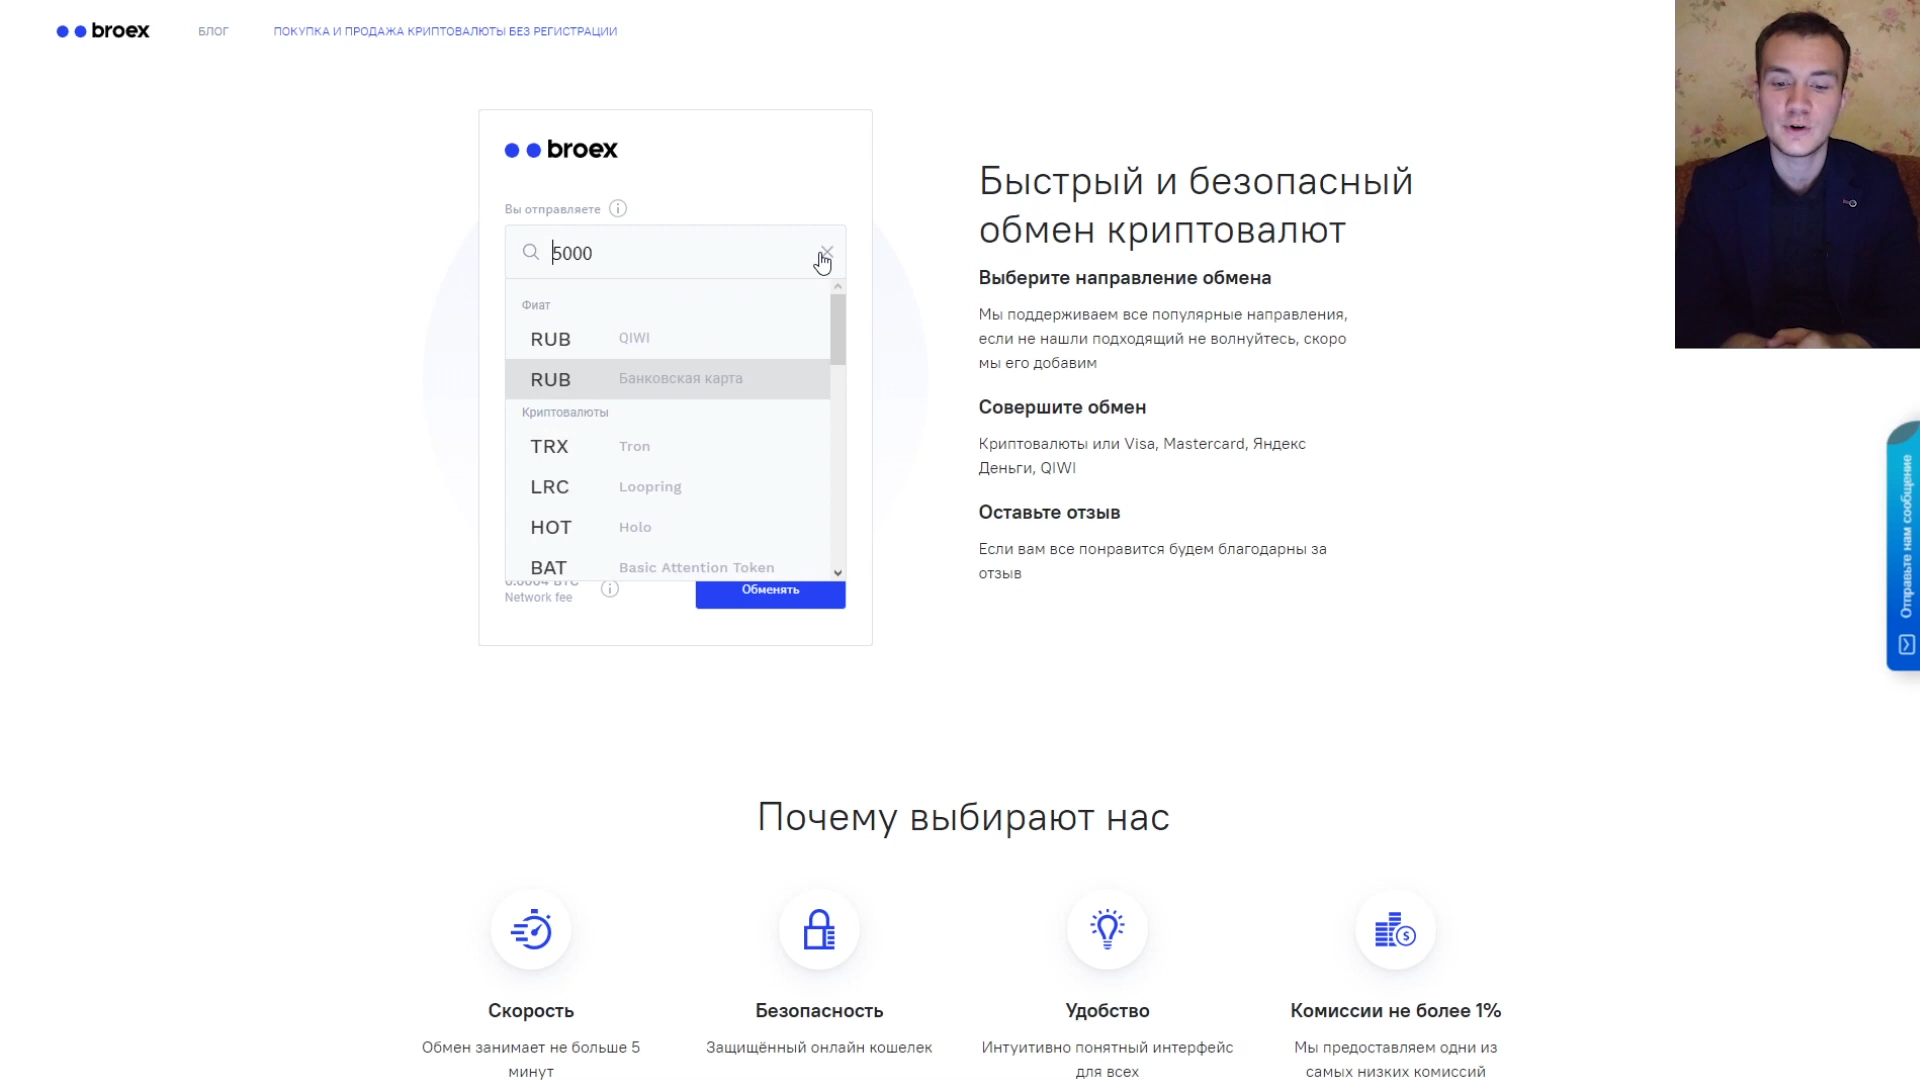 broex
БЛОГ
ПОКУПКА И ПРОДАЖА КРИПТОВАЛЮТЫ БЕЗ РЕГИСТРАЦИИ
broex
Вы отправляете
5000
Фиат
RUB QIWI
RUB Банковская карта
Криптовалюты
TRX Tron
LRC Loopring
HOT Holo
BAT Basic Attention Token
0.0004 BTC
Network fee
Обменять
Быстрый и безопасный
обмен криптовалют
Выберите направление обмена
Мы поддерживаем все популярные направления,
если не нашли подходящий не волнуйтесь, скоро
мы его добавим
Совершите обмен
Криптовалюты или Visa, Mastercard, Яндекс
Деньги, QIWI
Оставьте отзыв
Если вам все понравится будем благодарны за
отзыв
Отправьте нам сообщение
Почему выбирают нас
Скорость
Обмен занимает не больше 5
минут
Безопасность
Защищённый онлайн кошелек
Удобство
Интуитивно понятный интерфейс
для всех
Комиссии не более 1%
Мы предоставляем одни из
самых низких комиссий